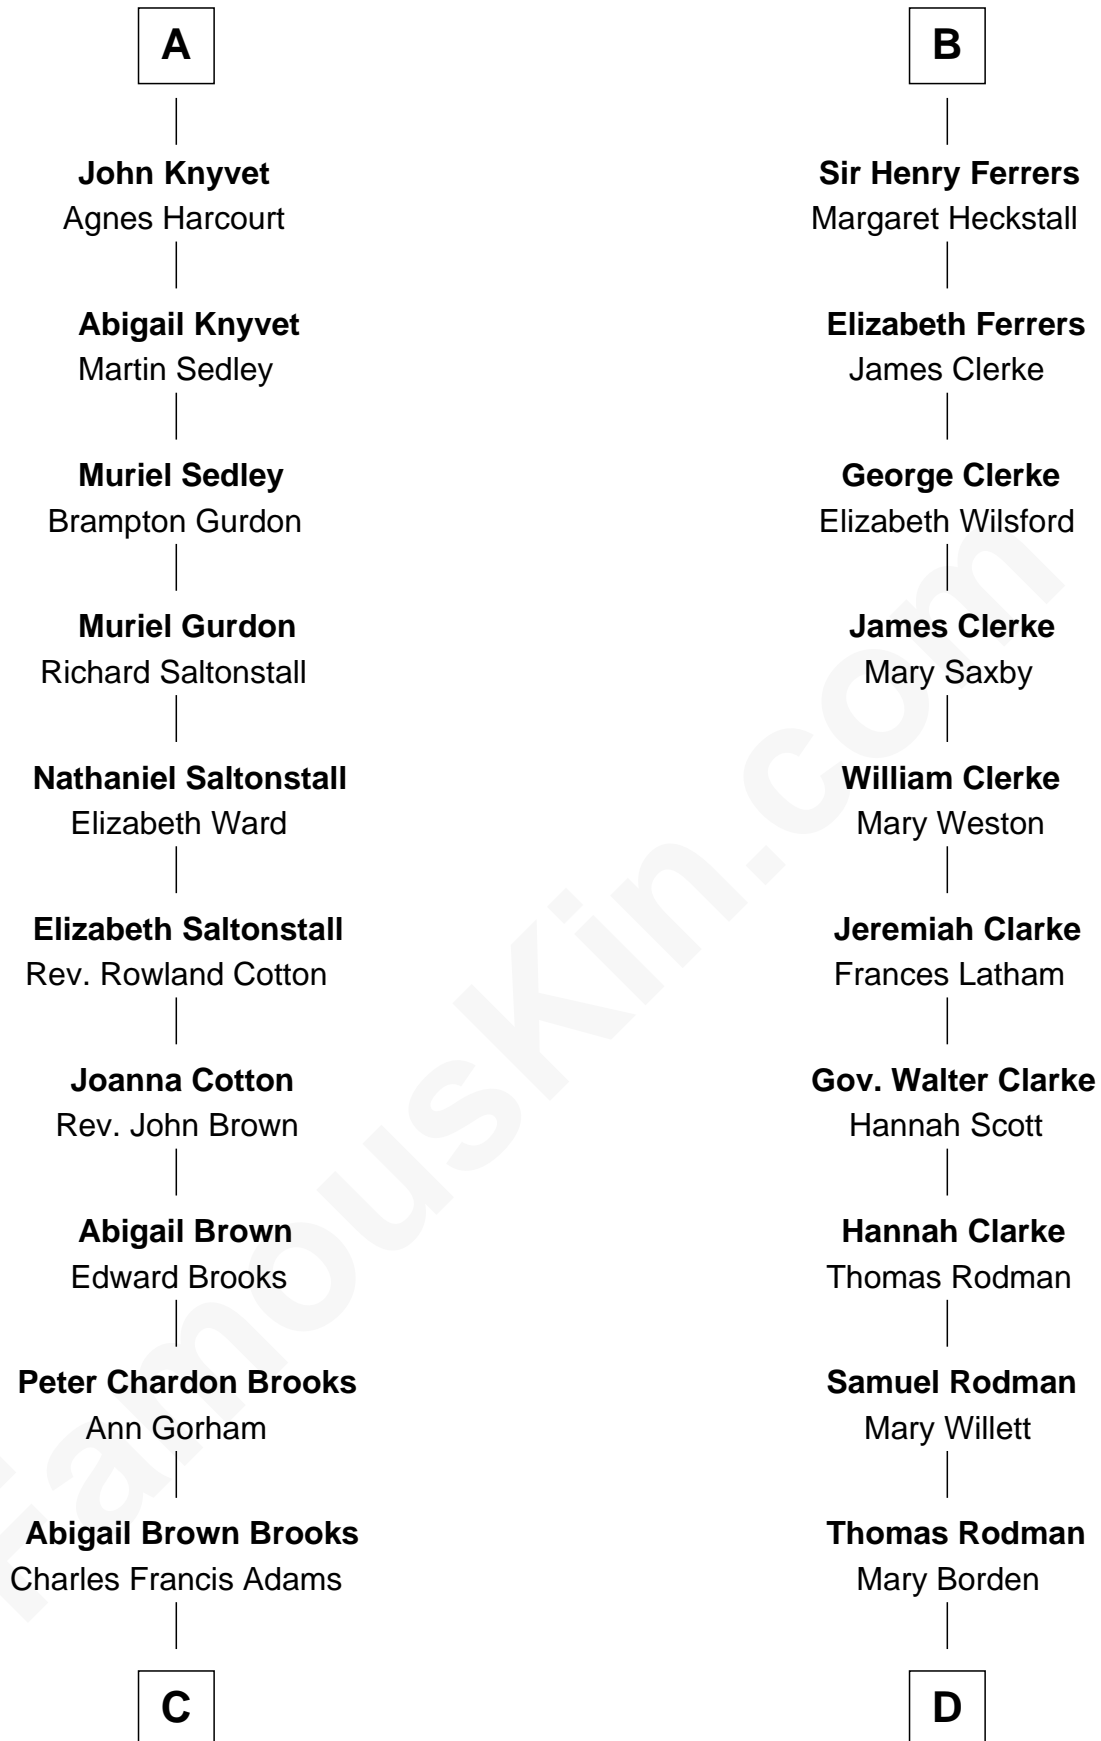 A
John Knyvet
Agnes Harcourt
Abigail Knyvet
Martin Sedley
Muriel Sedley
Brampton Gurdon
Muriel Gurdon
Richard Saltonstall
Nathaniel Saltonstall
Elizabeth Ward
Elizabeth Saltonstall
Rev. Rowland Cotton
Joanna Cotton
Rev. John Brown
Abigail Brown
Edward Brooks
Peter Chardon Brooks
Ann Gorham
Abigail Brown Brooks
Charles Francis Adams
C
B
Sir Henry Ferrers
Margaret Heckstall
Elizabeth Ferrers
James Clerke
George Clerke
Elizabeth Wilsford
James Clerke
Mary Saxby
William Clerke
Mary Weston
Jeremiah Clarke
Frances Latham
Gov. Walter Clarke
Hannah Scott
Hannah Clarke
Thomas Rodman
Samuel Rodman
Mary Willett
Thomas Rodman
Mary Borden
D
FamousKin.com